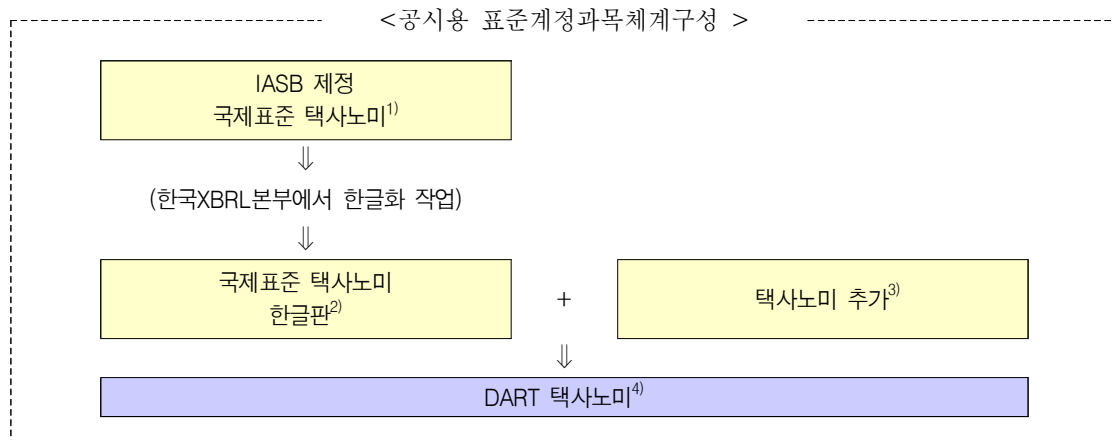 <공시용 표준계정과목체계구성 >
IASB 제정
국제표준 택사노미1)
⇓
(한국XBRL본부에서 한글화 작업)
⇓
국제표준 택사노미
한글판2)
+
택사노미 추가3)
⇓
DART 택사노미4)